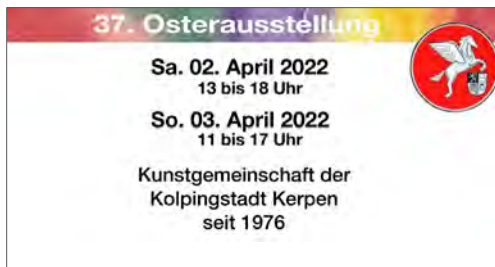 37. Osterausstellung
Sa. 02. April 2022
13 bis 18 Uhr
So. 03. April 2022
11 bis 17 Uhr
Kunstgemeinschaft der
Kolpingstadt Kerpen
seit 1976